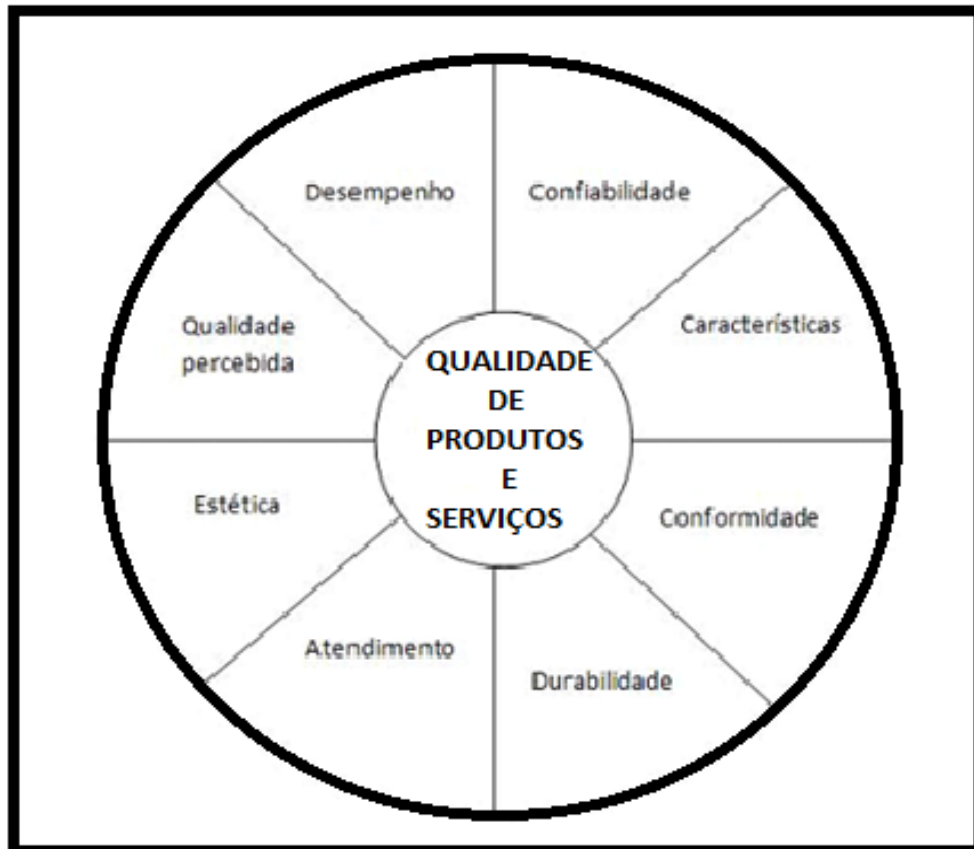 Desempenho
Confiabilidade
Qualidade
percebida
Características
QUALIDADE
DE
PRODUTOS
E
SERVIÇOS
Estética
Conformidade
Atendimento
Durabilidade